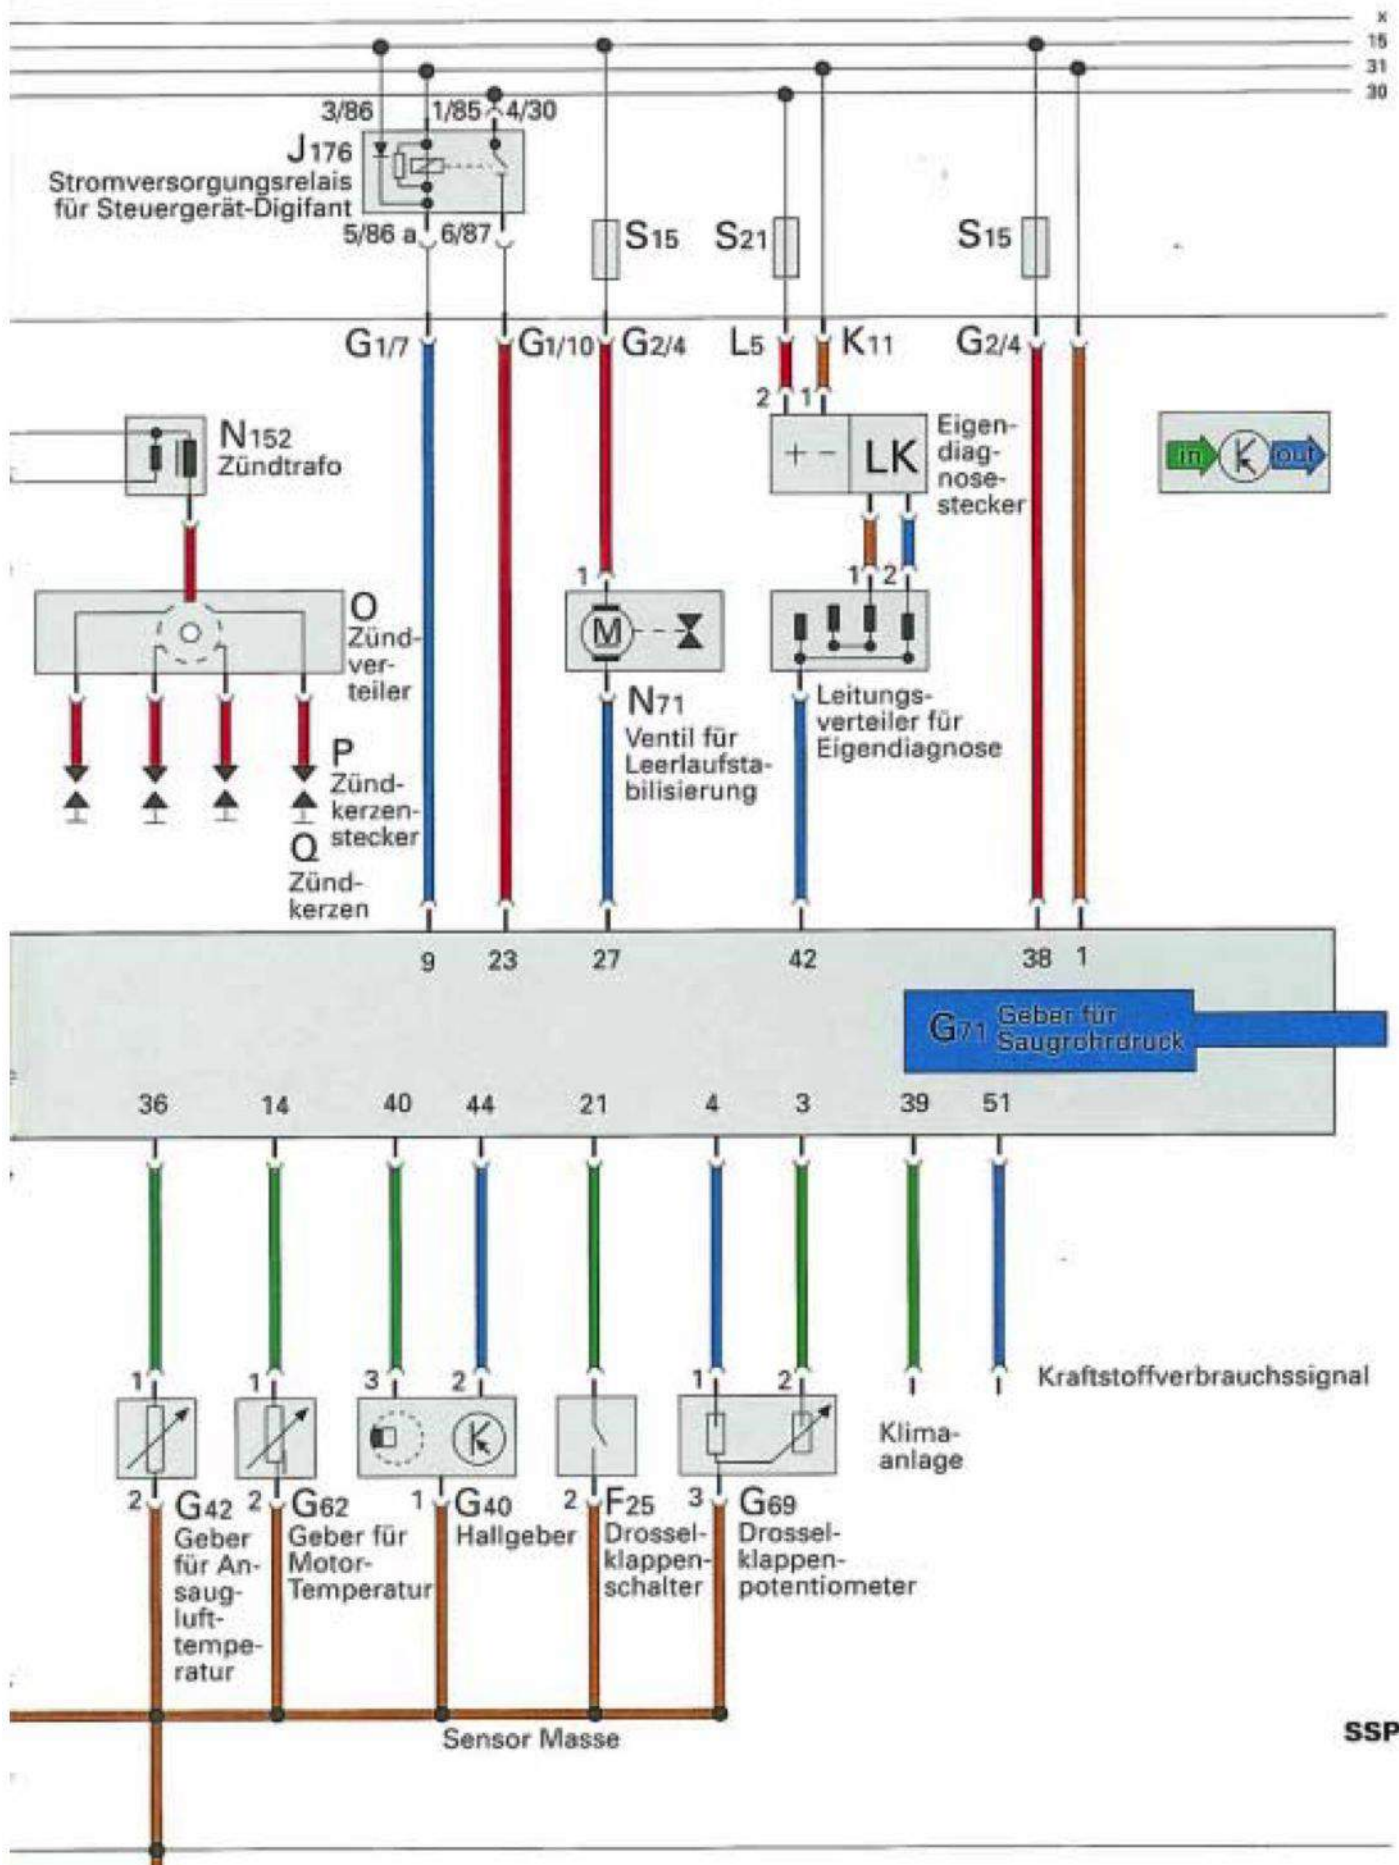 x
15
31
30
3/86
1/85
4/30
J176
Stromversorgungsrelais
für Steuergerät-Digifant
5/86 a
6/87
S15
S21
S15
G1/7
G1/10
G2/4
L5
K11
G2/4
2
1
N152
Zündtrafo
+ -
LK
Eigen-
diag-
nose-
stecker
in
out
1
1
2
O
Zünd-
ver-
teiler
M
N71
Ventil für
Leerlaufsta-
bilisierung
Leitungs-
verteiler für
Eigendiagnose
P
Zünd-
kerzen-
stecker
Q
Zünd-
kerzen
9
23
27
42
38
1
G71
Geber für
Saugrohrdruck
36
14
40
44
21
4
3
39
51
1
1
3
2
1
2
Kraftstoffverbrauchssignal
Klima-
anlage
2
G42
Geber
für An-
saug-
luft-
tempe-
ratur
2
G62
Geber für
Motor-
Temperatur
1
G40
Hallgeber
2
F25
Drossel-
klappen-
schalter
3
G69
Drossel-
klappen-
potentiometer
Sensor Masse
SSP